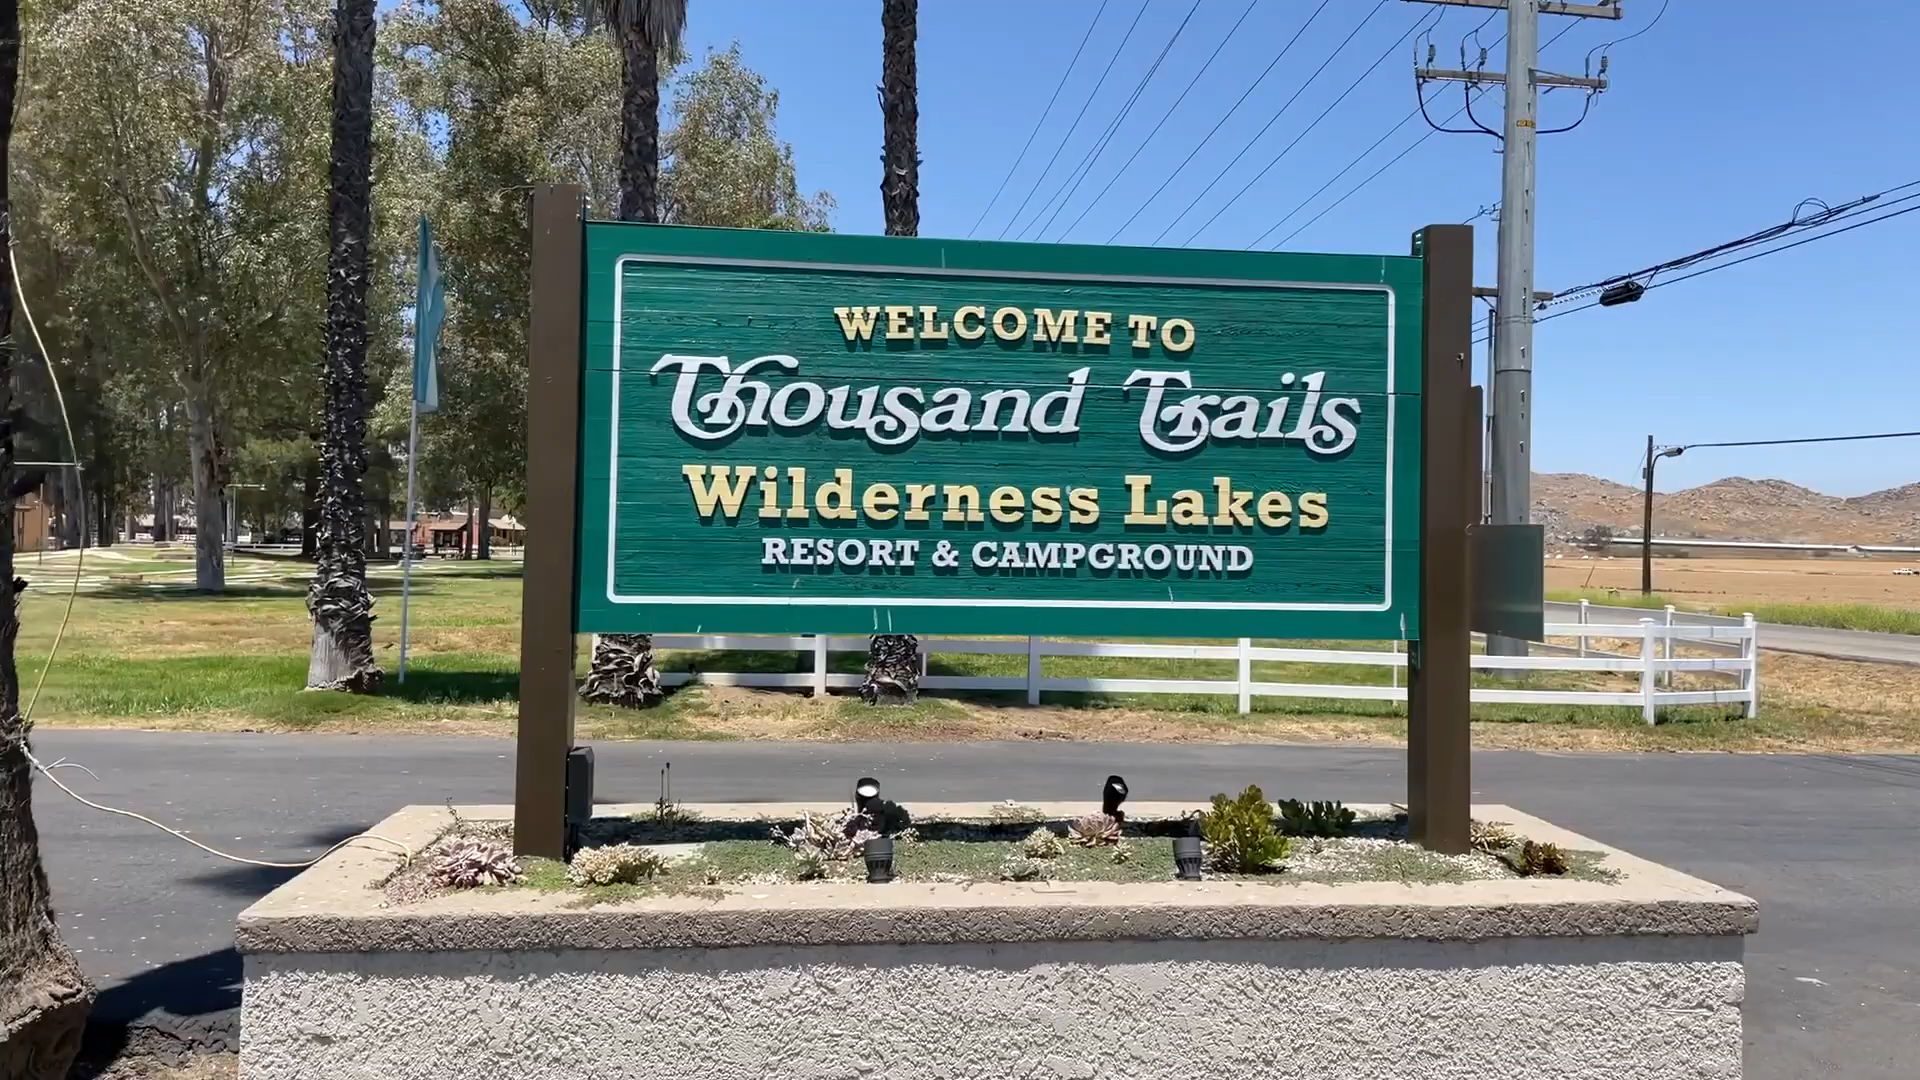 WELCOME TO
Thousand Trails
Wilderness Lakes
RESORT & CAMPGROUND